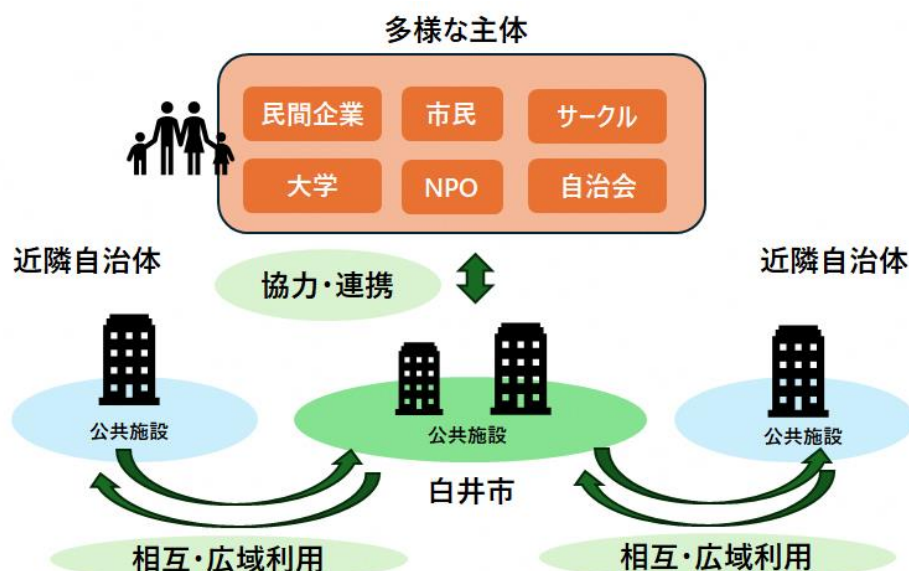 多様な主体
民間企業
市民
サークル
大学
NPO
自治会
近隣自治体
近隣自治体
協力・連携
公共施設
公共施設
公共施設
白井市
相互・広域利用
相互・広域利用